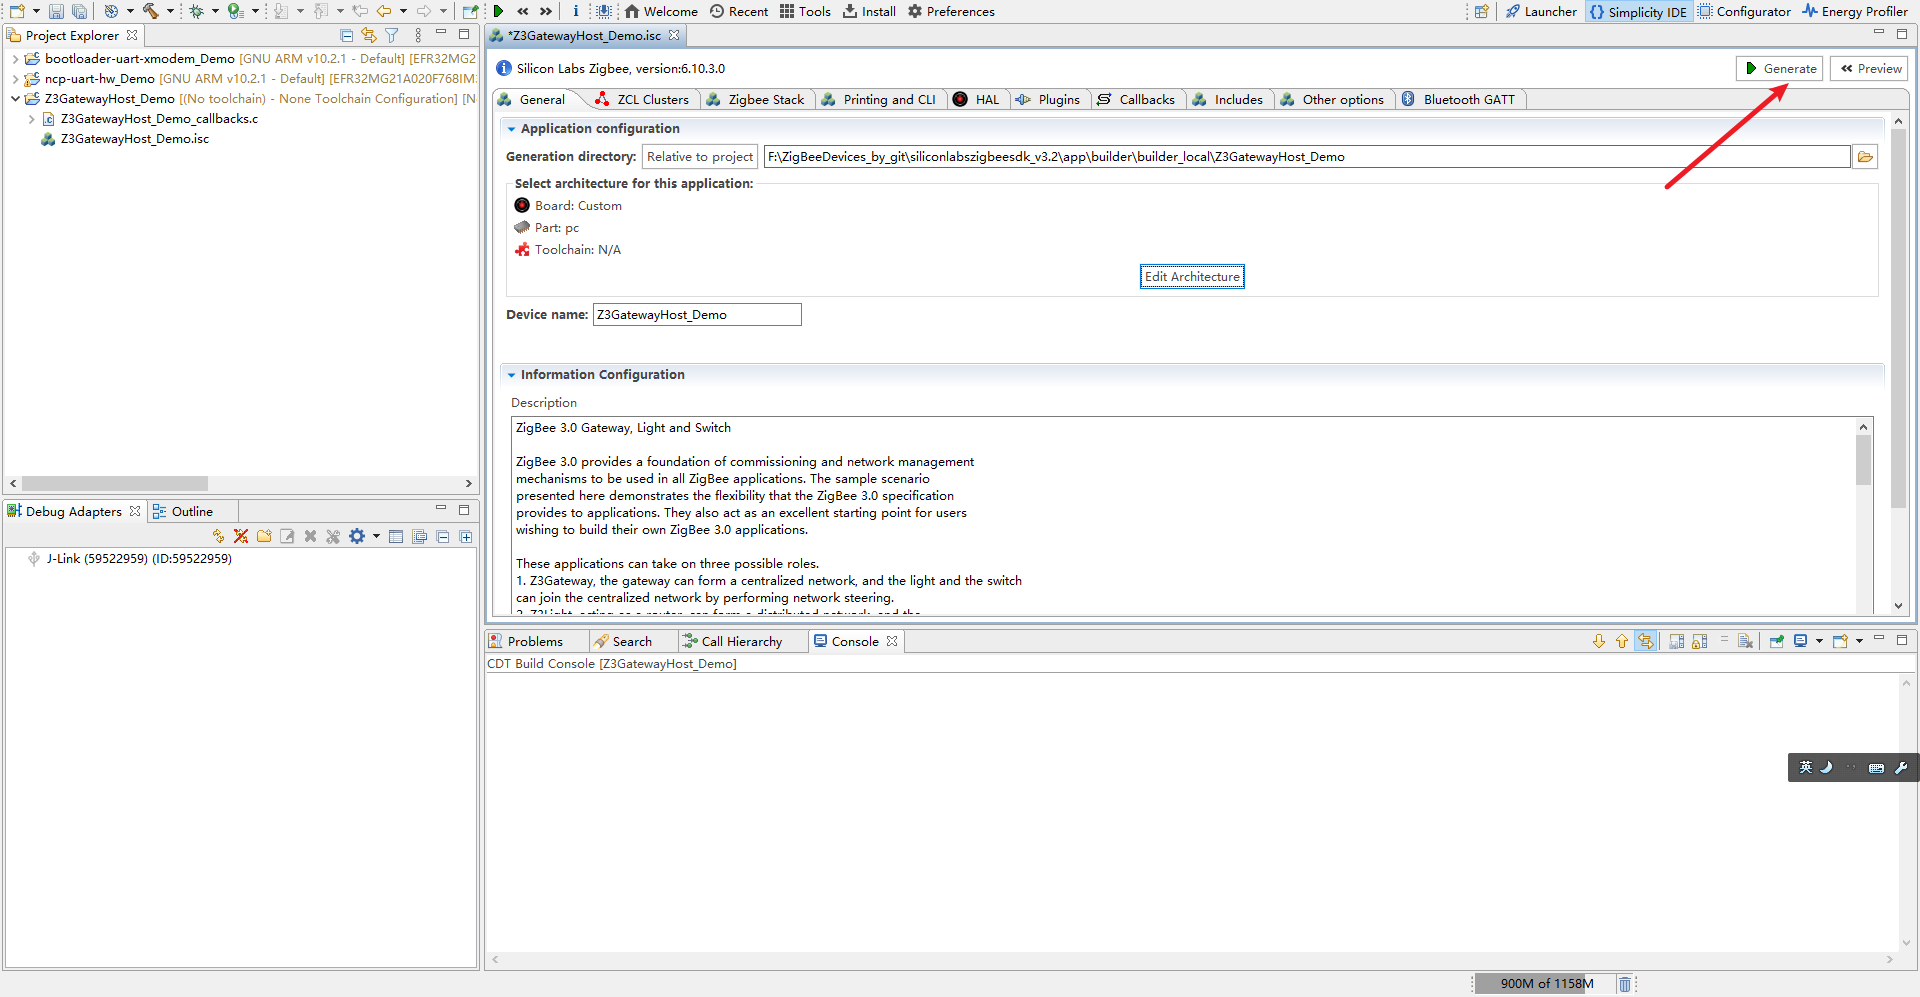 Welcome Recent Tools Install Preferences Launcher Simplicity IDE Configurator Energy Profiler
Project Explorer
bootloader-uart-xmodem_Demo [GNU ARM v10.2.1 - Default] [EFR32MG2
ncp-uart-hw_Demo [GNU ARM v10.2.1 - Default] [EFR32MG21A020F768IM
Z3GatewayHost_Demo [(No toolchain) - None Toolchain Configuration] [N
Z3GatewayHost_Demo_callbacks.c
Z3GatewayHost_Demo.isc
Debug Adapters Outline
J-Link (59522959) (ID:59522959)
*Z3GatewayHost_Demo.isc
Silicon Labs Zigbee, version:6.10.3.0
Generate Preview
General ZCL Clusters Zigbee Stack Printing and CLI HAL Plugins Callbacks Includes Other options Bluetooth GATT
Application configuration
Generation directory: Relative to project F:\ZigBeeDevices_by_git\siliconlabszigbeesdk_v3.2\app\builder\builder_local\Z3GatewayHost_Demo
Select architecture for this application:
Board: Custom
Part: pc
Toolchain: N/A
Edit Architecture
Device name: Z3GatewayHost_Demo
Information Configuration
Description
ZigBee 3.0 Gateway, Light and Switch
ZigBee 3.0 provides a foundation of commissioning and network management
mechanisms to be used in all ZigBee applications. The sample scenario
presented here demonstrates the flexibility that the ZigBee 3.0 specification
provides to applications. They also act as an excellent starting point for users
wishing to build their own ZigBee 3.0 applications.
These applications can take on three possible roles.
1. Z3Gateway, the gateway can form a centralized network, and the light and the switch
can join the centralized network by performing network steering.
2. Z3Light, acting as a router, can form a distributed network, and the
Problems Search Call Hierarchy Console
CDT Build Console [Z3GatewayHost_Demo]
英
900M of 1158M